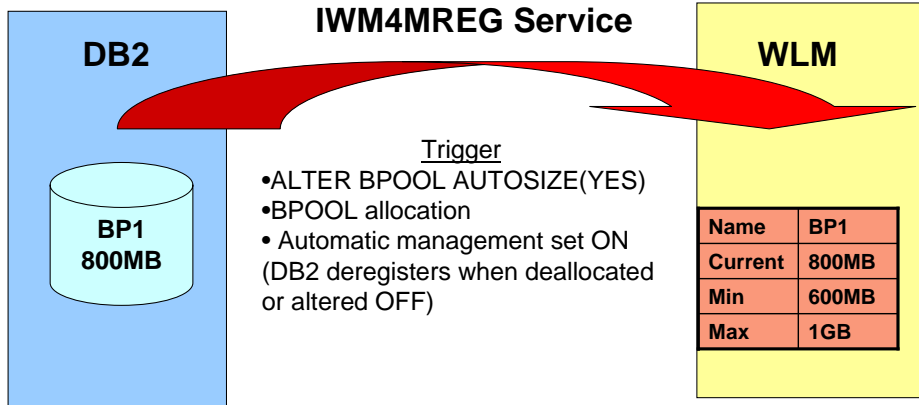 IWM4MREG Service
DB2
WLM
BP1
800MB
Trigger
•ALTER BPOOL AUTOSIZE(YES)
•BPOOL allocation
• Automatic management set ON
(DB2 deregisters when deallocated
or altered OFF)
Name BP1
Current 800MB
Min 600MB
Max 1GB